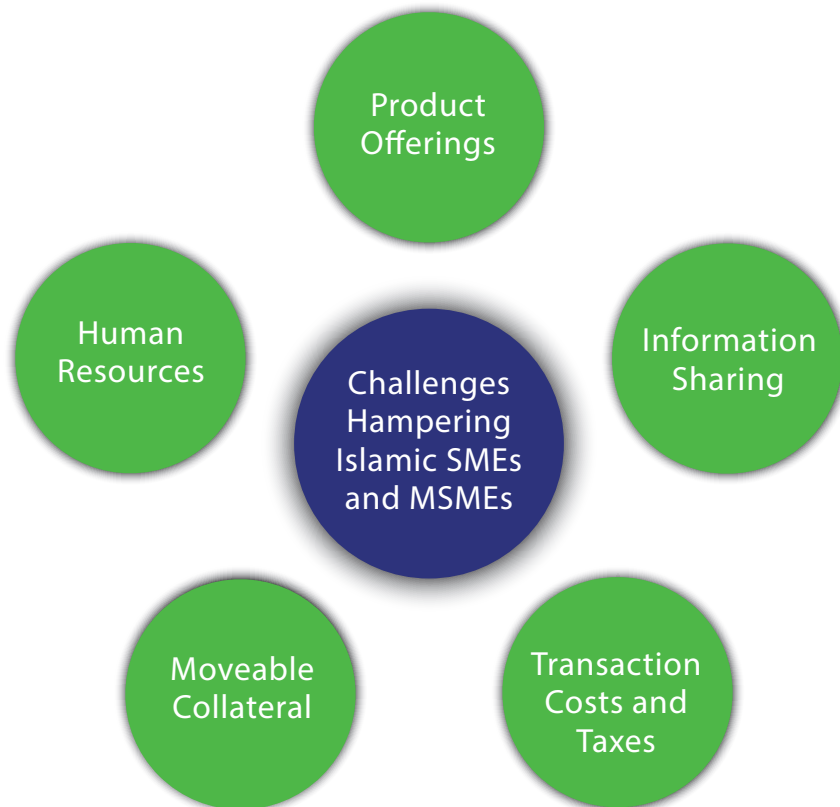 Product
Offerings
Human
Resources
Information
Sharing
Challenges
Hampering
Islamic SMEs
and MSMEs
Moveable
Collateral
Transaction
Costs and
Taxes